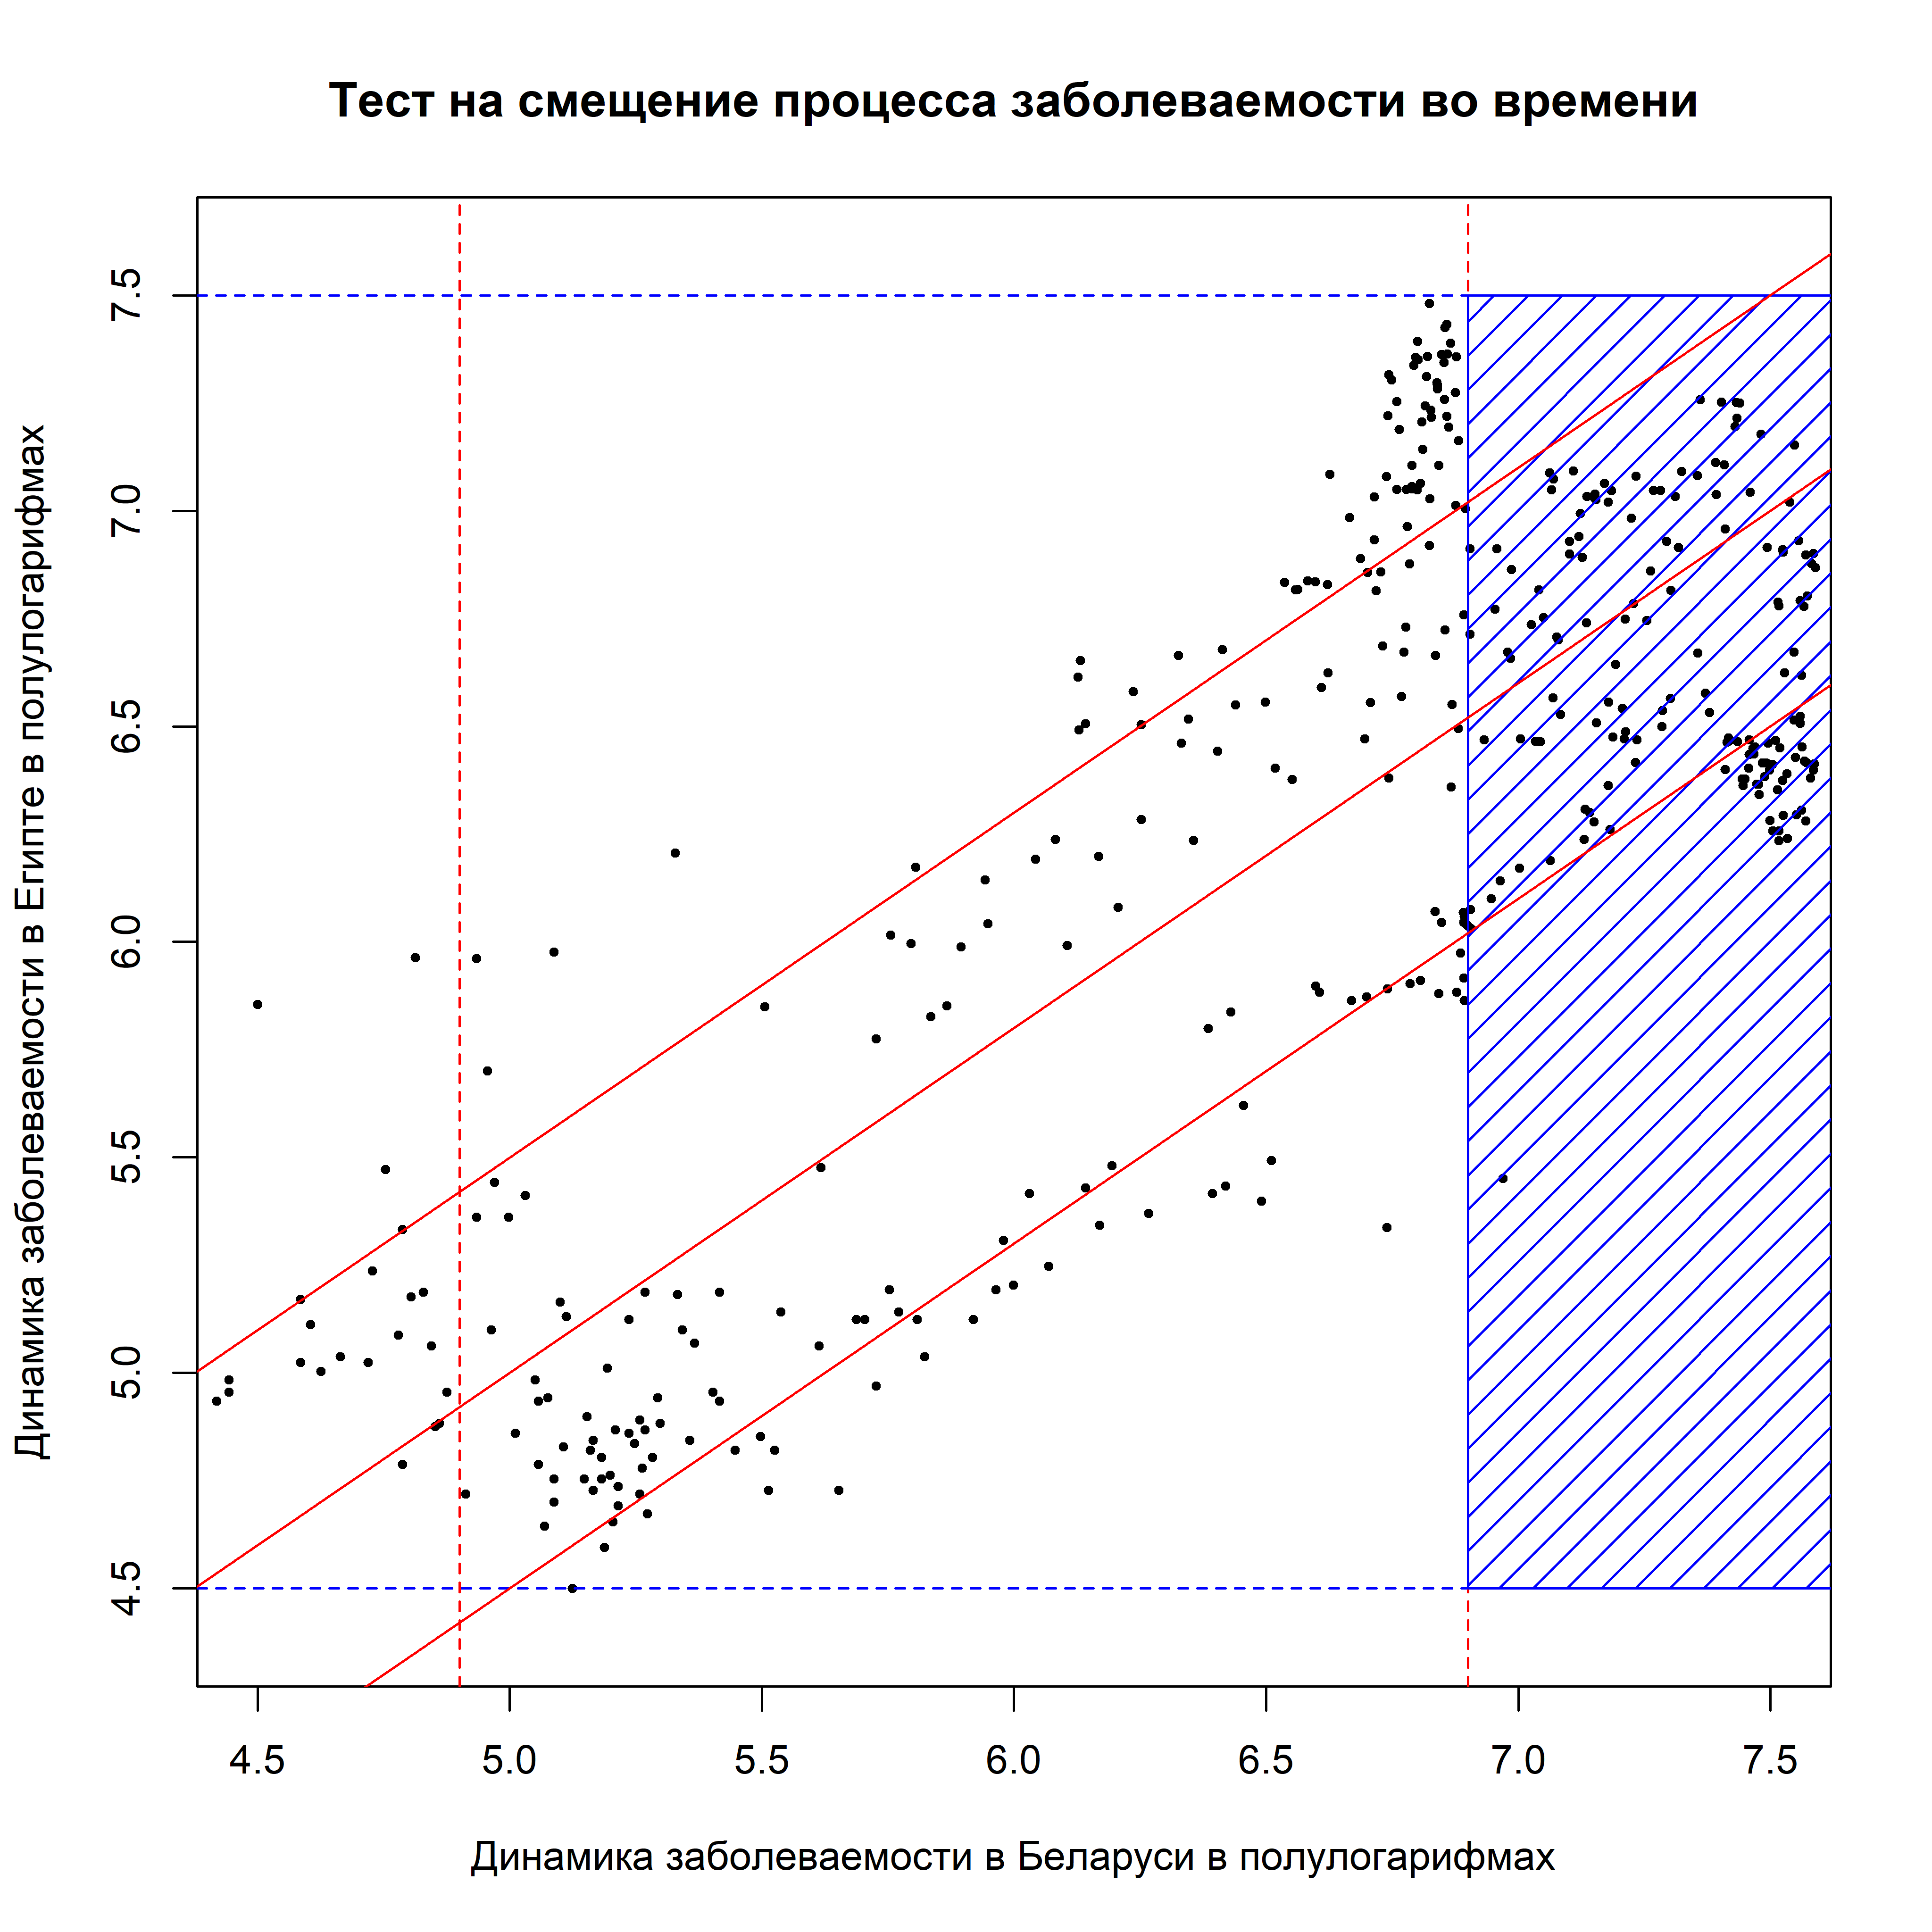 Тест на смещение процесса заболеваемости во времени
Динамика заболеваемости в Египте в полулогарифмах
7.5
7.0
6.5
6.0
5.5
5.0
4.5
4.5 5.0 5.5 6.0 6.5 7.0 7.5
Динамика заболеваемости в Беларуси в полулогарифмах